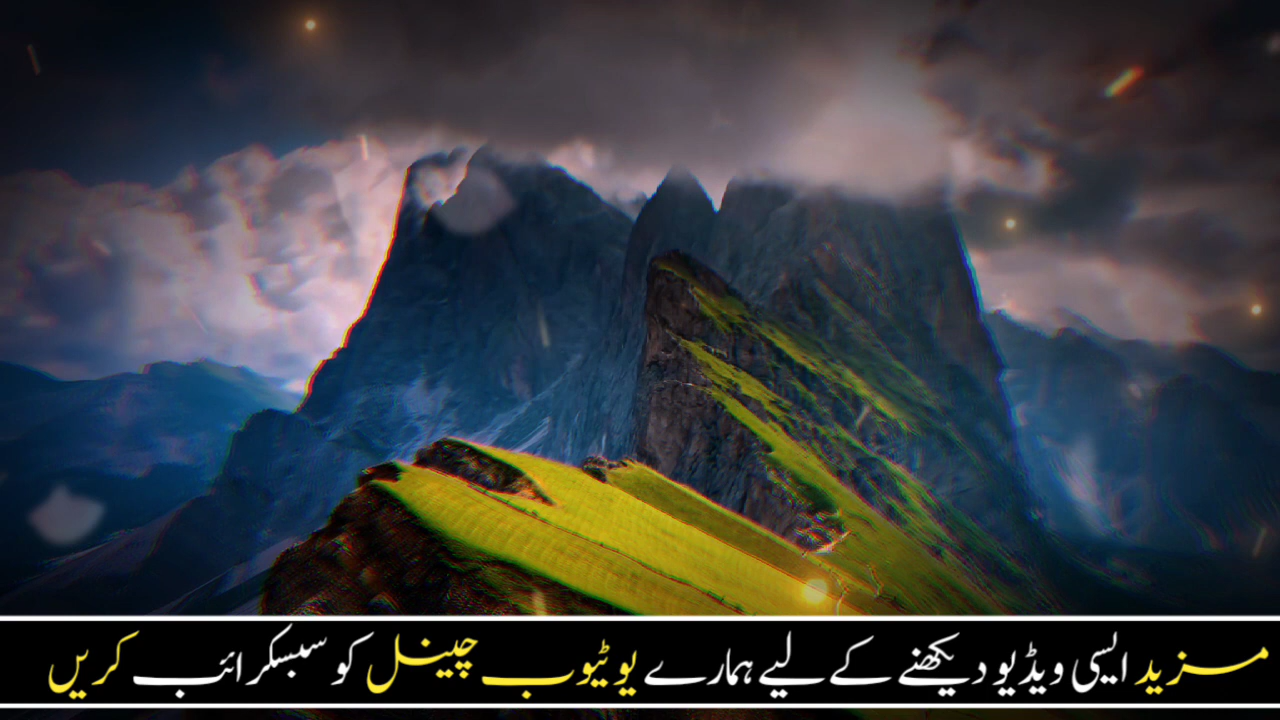 مزید ایسی ویڈیو دیکھنے کے لیے ہمارے یوٹیوب چینل کو سبسکرائب کریں